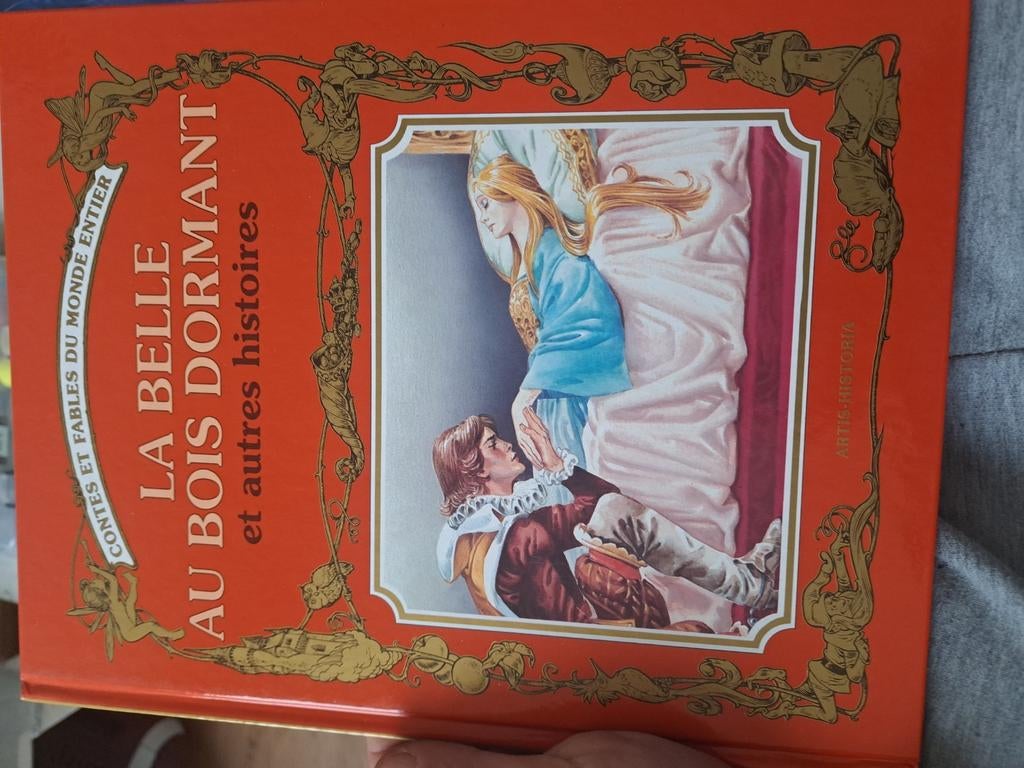 CONTES ET FABLES DU MONDE ENTIER
LA BELLE
AU BOIS DORMANT
et autres histoires
ARTIS-HISTORIA